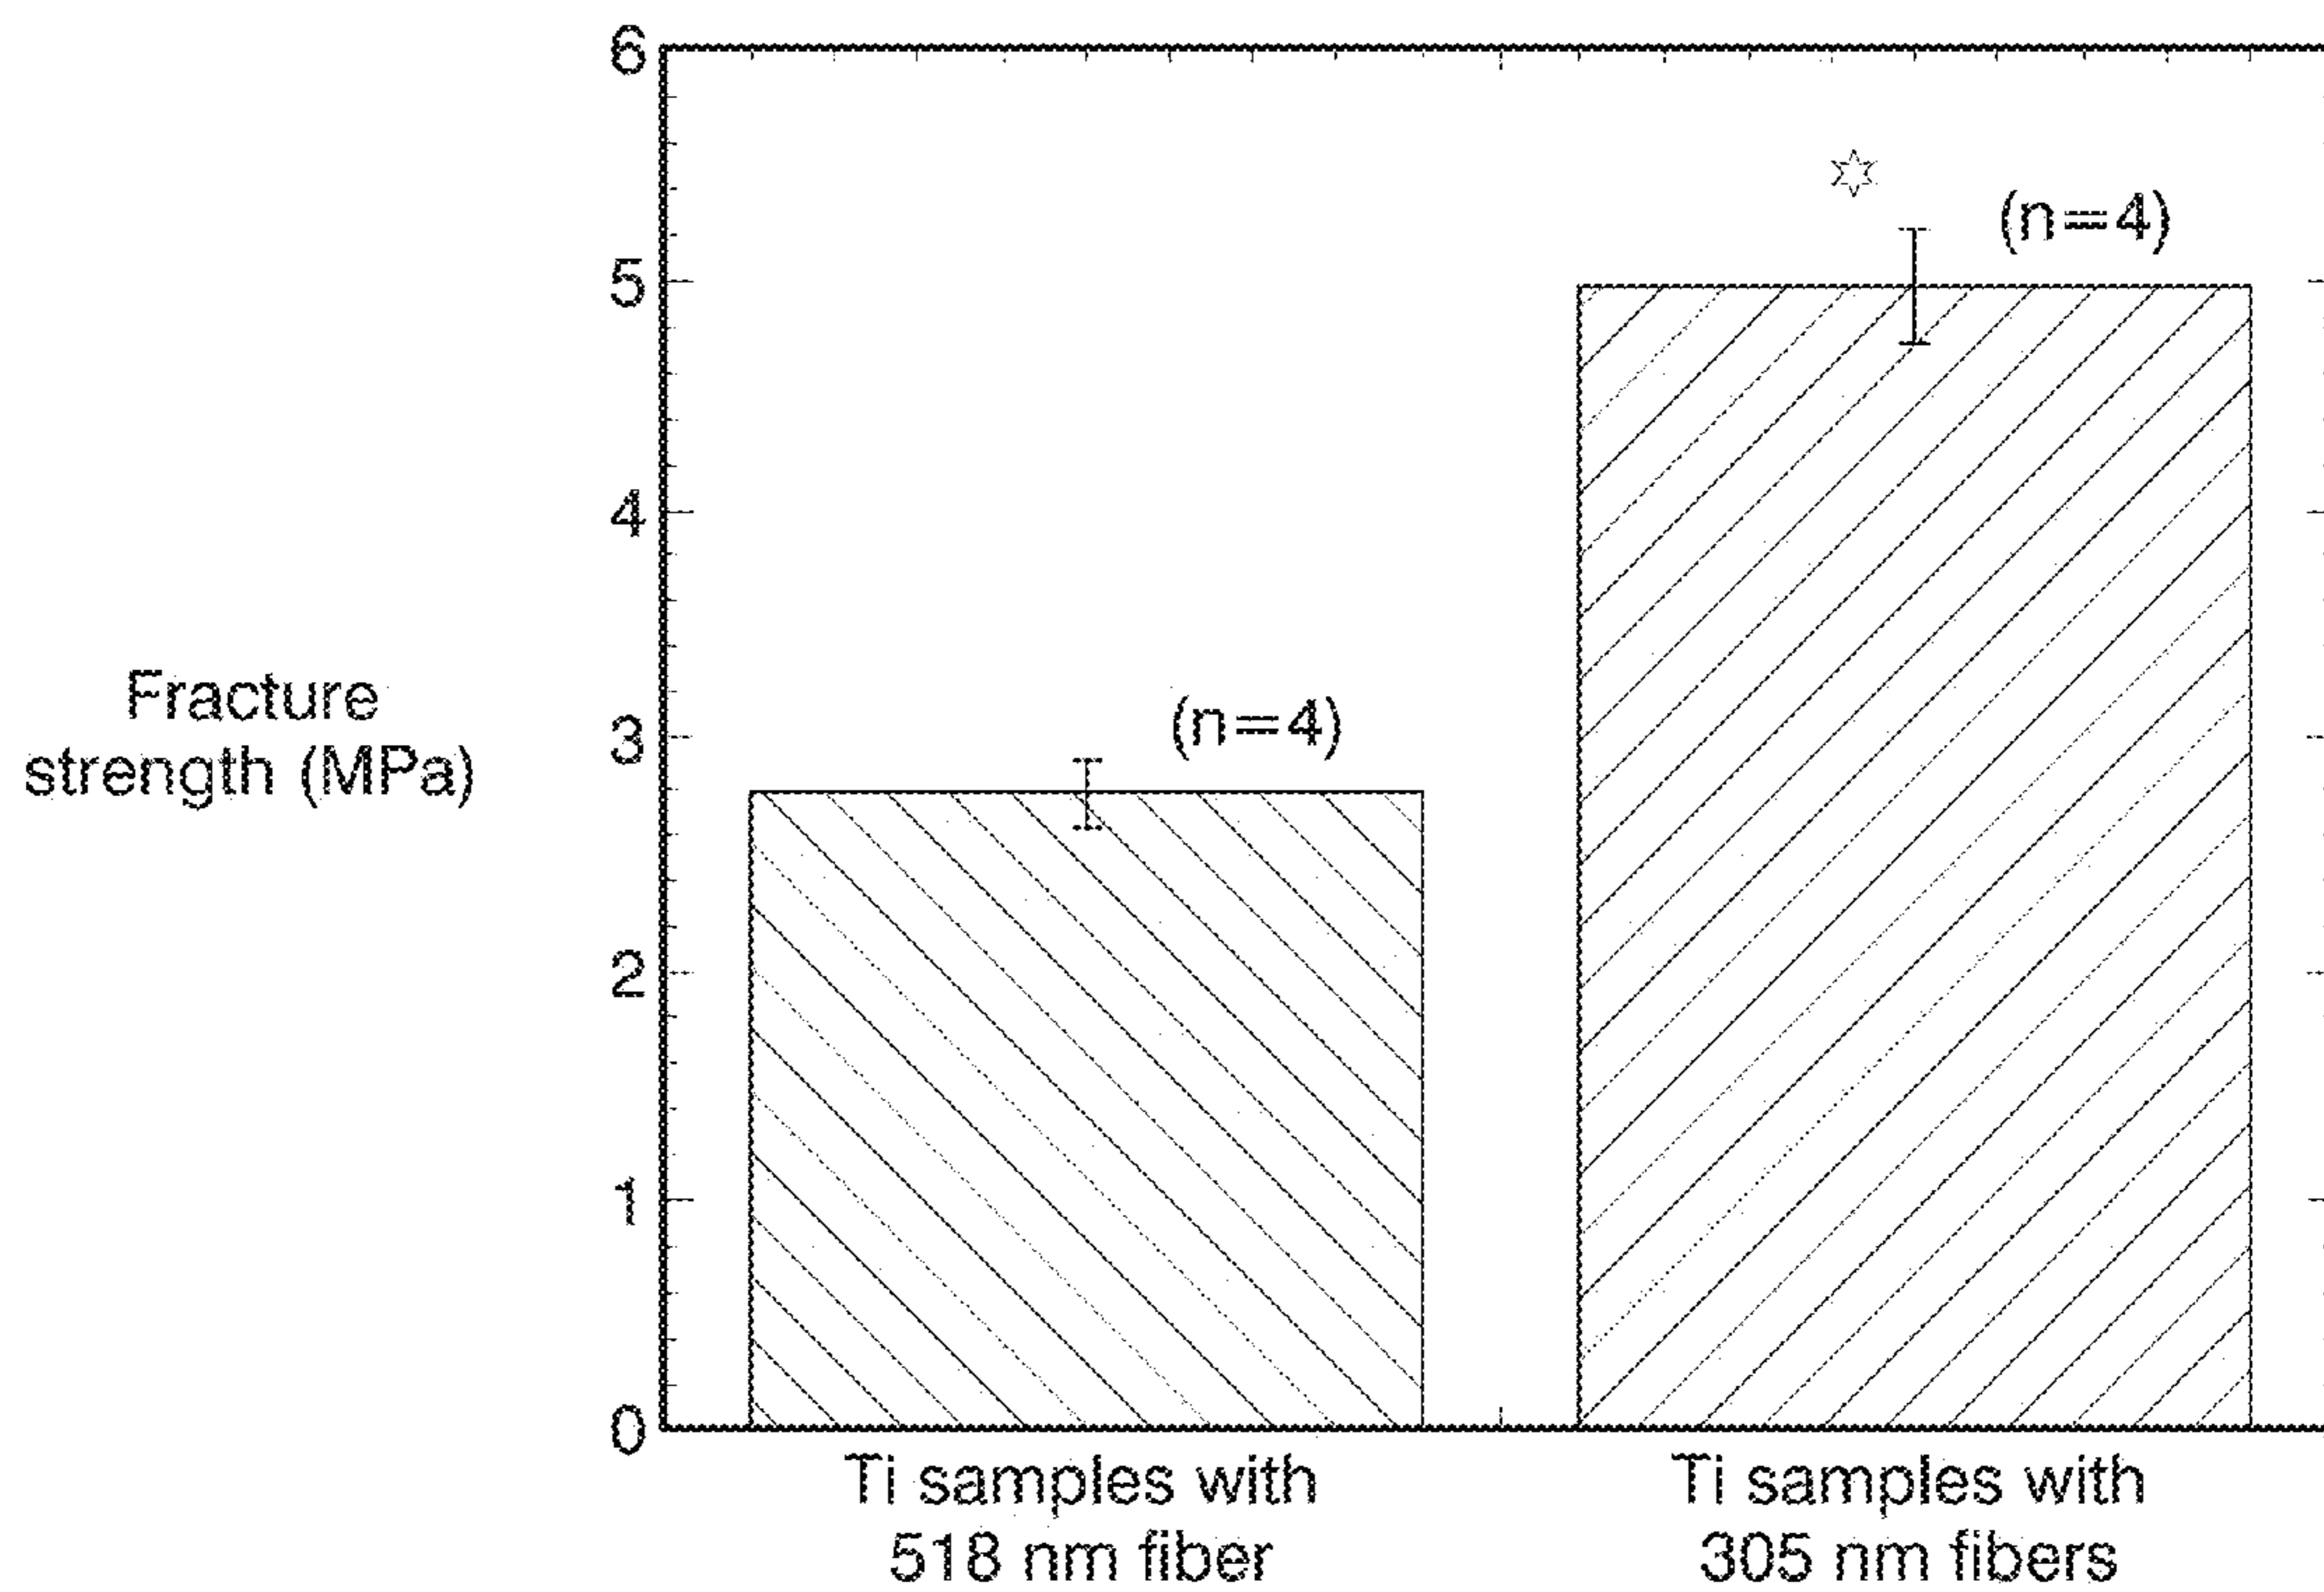 6
5
4
3
2
1
0
Fracture
strength (MPa)
(n=4)
(n=4)
Ti samples with
518 nm fiber
Ti samples with
305 nm fibers